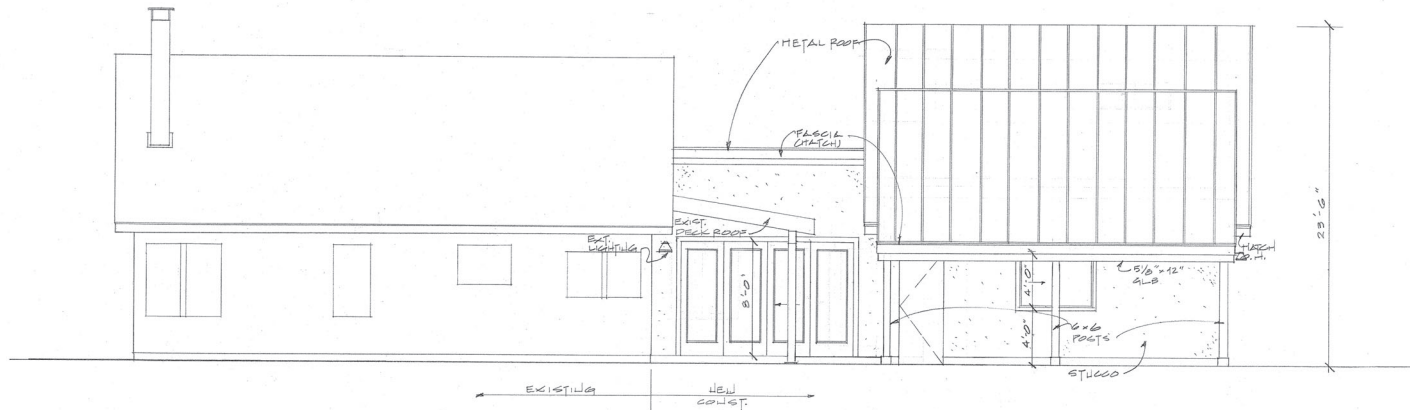 METAL ROOF
FASCIA
(MATCH)
EXIST.
DECK ROOF
EXT.
LIGHTING
MATCH
O.H.
5 1/8" x 12"
GLB
8'-0"
4'-0"
4'-0"
6x6
POSTS
STUCCO
23'-6"
EXISTING
NEW
CONST.